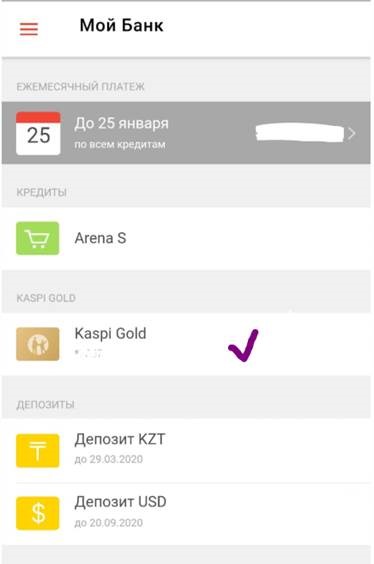 Мой Банк
ЕЖЕМЕСЯЧНЫЙ ПЛАТЕЖ
25
До 25 января
по всем кредитам
КРЕДИТЫ
Arena S
KASPI GOLD
Kaspi Gold
ДЕПОЗИТЫ
₸
Депозит KZT
до 29.03.2020
$
Депозит USD
до 20.09.2020